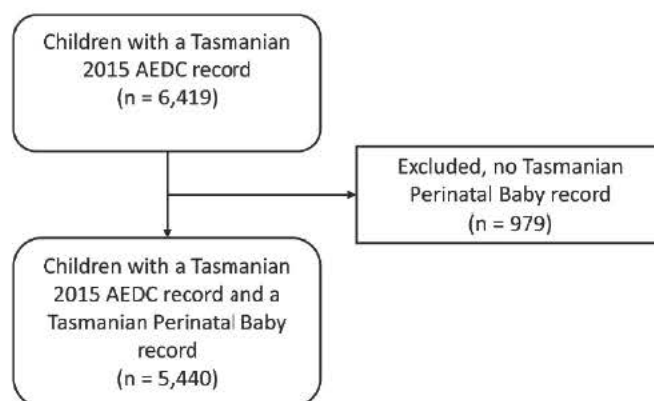 Children with a Tasmanian
2015 AEDC record
(n = 6,419)
Excluded, no Tasmanian
Perinatal Baby record
(n = 979)
Children with a Tasmanian
2015 AEDC record and a
Tasmanian Perinatal Baby
record
(n = 5,440)